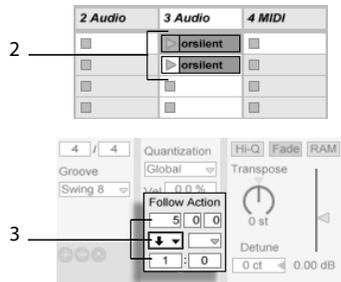 2 Audio 3 Audio 4 MIDI
2
orsilent
orsilent
4 / 4 Quantization Hi-Q Fade RAM
Groove Global Transpose
Swing 8 Vel 0.0 %
Follow Action
5 0 0 0 st
3
Detune
1 : 0 0 ct 0.00 dB